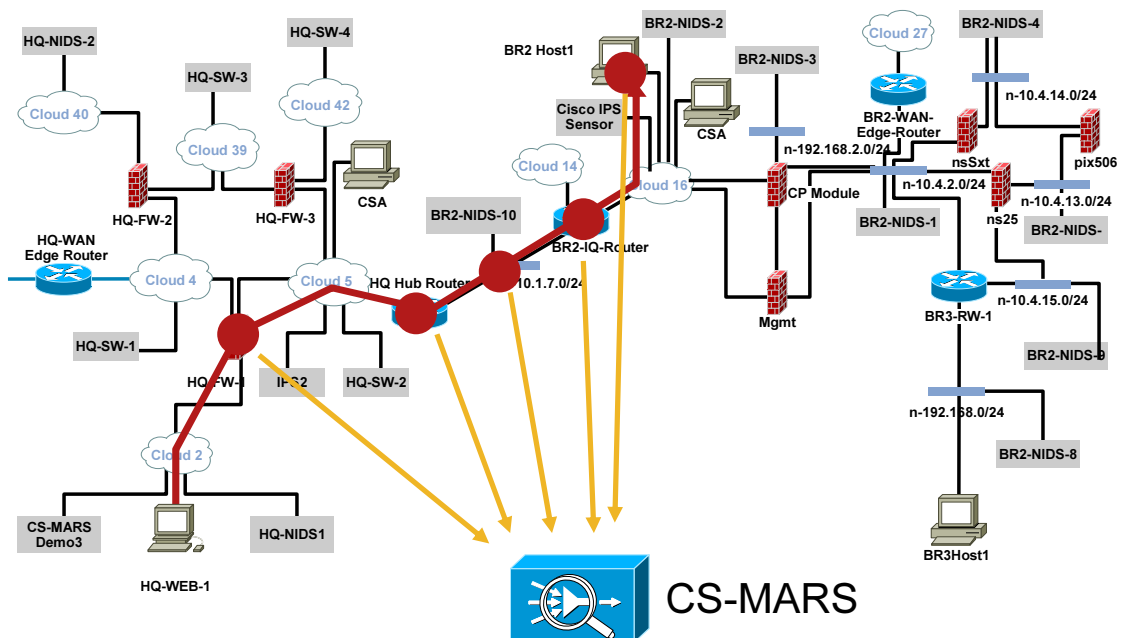 HQ-NIDS-2
HQ-SW-4
HQ-SW-3
Cloud 40
Cloud 42
Cloud 39
HQ-FW-2
HQ-FW-3
CSA
HQ-WAN
Edge Router
Cloud 4
Cloud 5
HQ-SW-1
HQ-FW-1
IPS2
HQ-SW-2
Cloud 2
CS-MARS
Demo3
HQ-NIDS1
HQ-WEB-1
BR2 Host1
BR2-NIDS-2
Cisco IPS
Sensor
CSA
Cloud 14
Cloud 16
BR2-NIDS-10
BR2-IQ-Router
HQ Hub Router
10.1.7.0/24
BR2-NIDS-3
n-192.168.2.0/24
CP Module
Mgmt
Cloud 27
BR2-WAN-
Edge-Router
BR2-NIDS-4
n-10.4.14.0/24
nsSxt
pix506
n-10.4.2.0/24
ns25
n-10.4.13.0/24
BR2-NIDS-1
BR2-NIDS-
n-10.4.15.0/24
BR3-RW-1
BR2-NIDS-9
n-192.168.0/24
BR2-NIDS-8
BR3Host1
CS-MARS